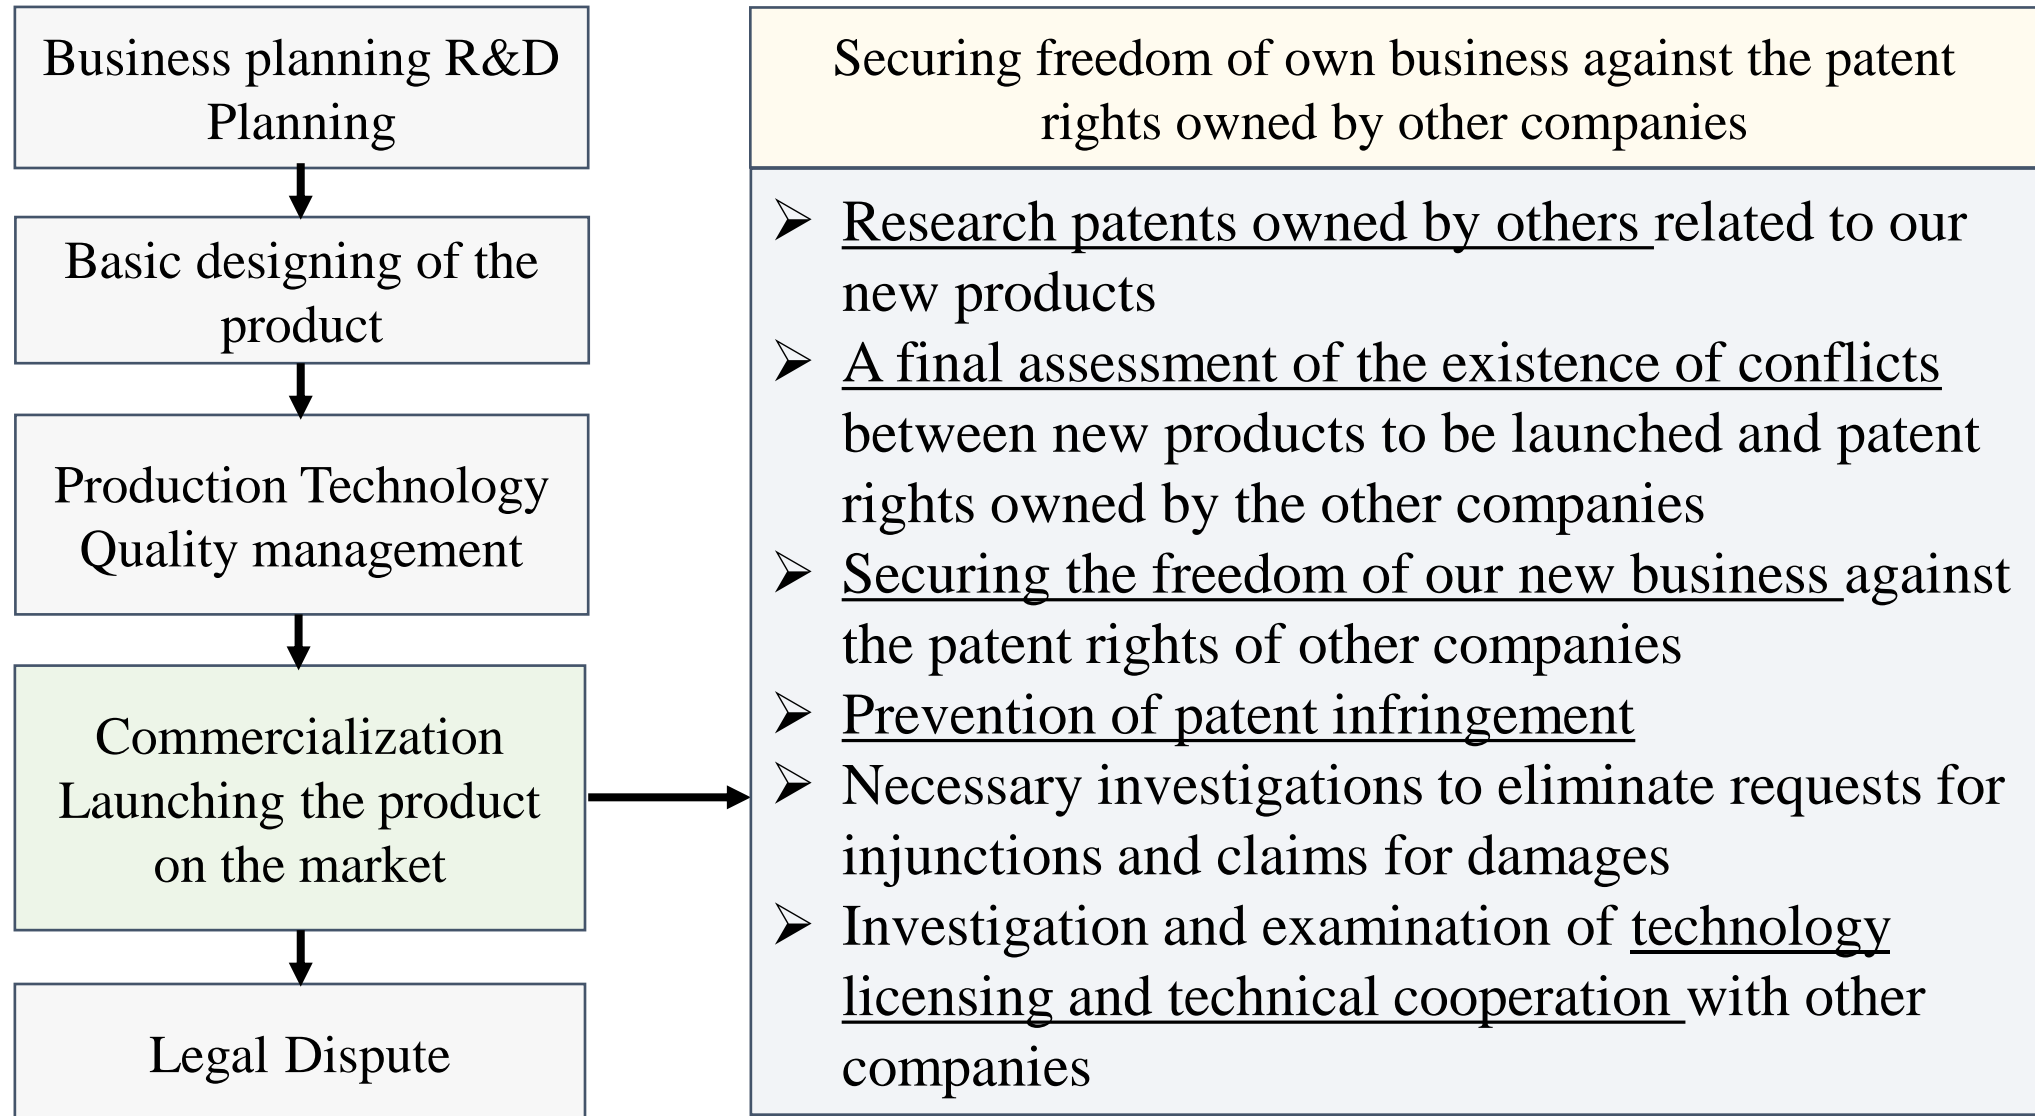 Business planning R&D
Planning
Basic designing of the
product
Production Technology
Quality management
Commercialization
Launching the product
on the market
Legal Dispute
Securing freedom of own business against the patent
rights owned by other companies
➢ Research patents owned by others related to our
new products
➢ A final assessment of the existence of conflicts
between new products to be launched and patent
rights owned by the other companies
➢ Securing the freedom of our new business against
the patent rights of other companies
➢ Prevention of patent infringement
➢ Necessary investigations to eliminate requests for
injunctions and claims for damages
➢ Investigation and examination of technology
licensing and technical cooperation with other
companies